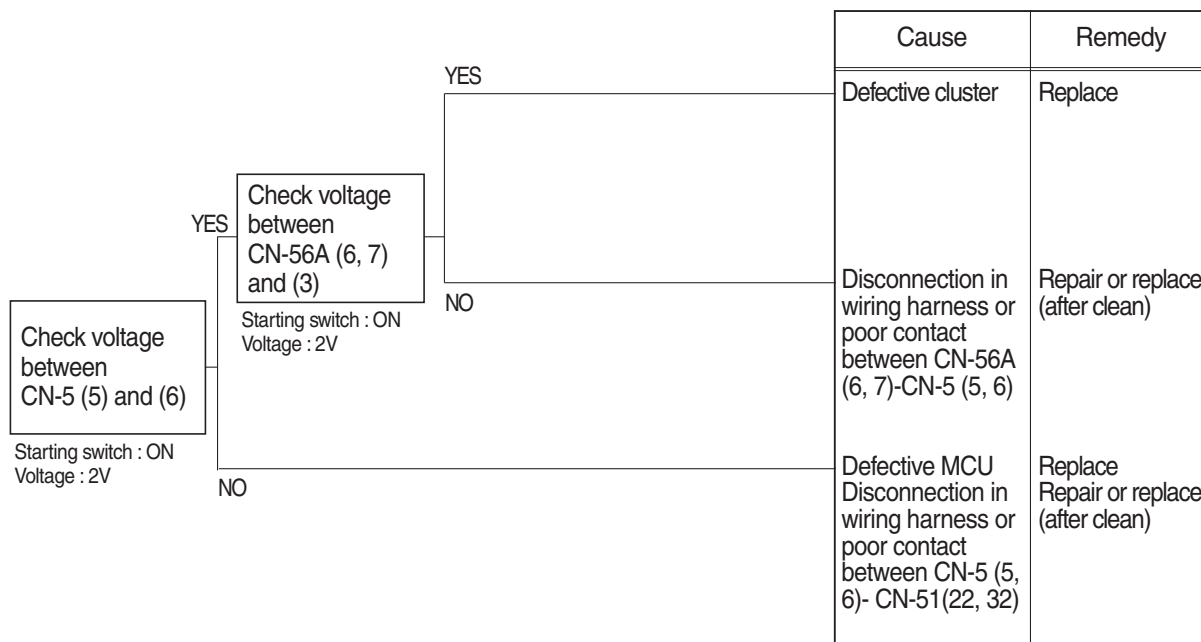 Cause
Remedy
YES
Defective cluster
Replace
Check voltage
between
CN-56A (6, 7)
and (3)
YES
Starting switch : ON
Voltage : 2V
NO
Disconnection in
wiring harness or
poor contact
between CN-56A
(6, 7)-CN-5 (5, 6)
Repair or replace
(after clean)
Check voltage
between
CN-5 (5) and (6)
Starting switch : ON
Voltage : 2V
NO
Defective MCU
Disconnection in
wiring harness or
poor contact
between CN-5 (5,
6)- CN-51(22, 32)
Replace
Repair or replace
(after clean)